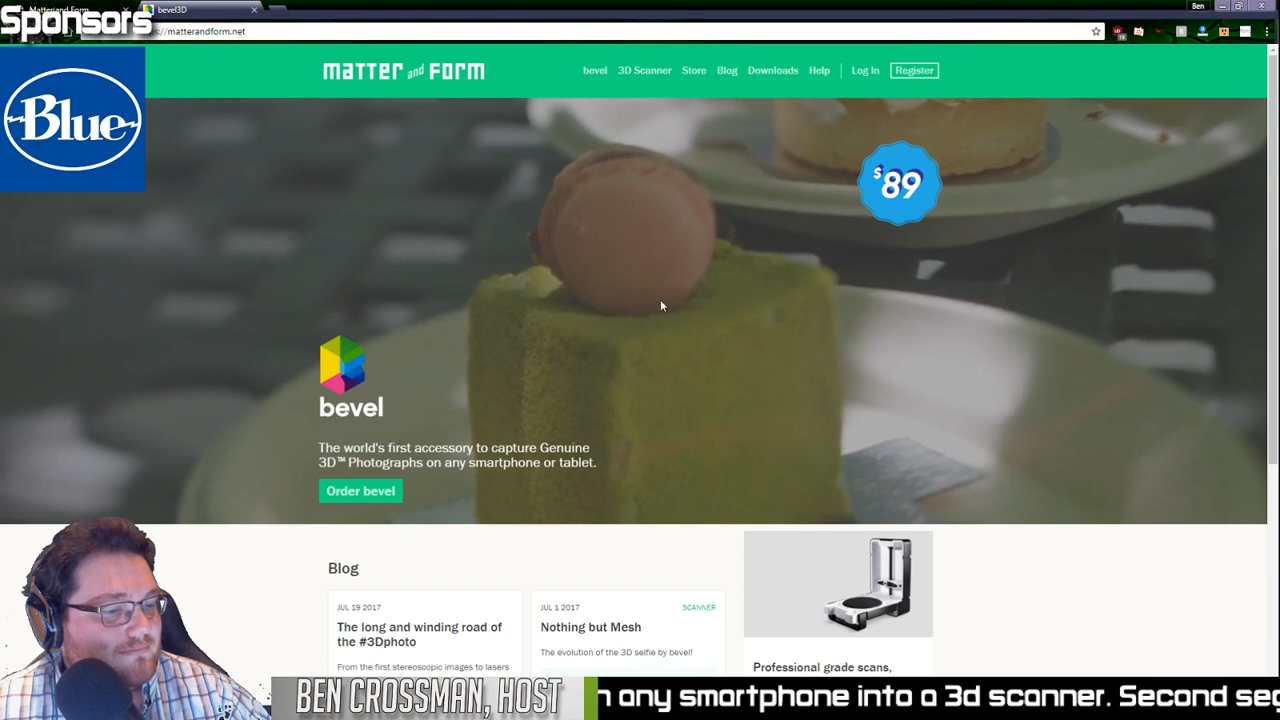 Sponsors
bevel3D
Ben
matterandform.net
Blue
matter and form
bevel
3D Scanner
Store
Blog
Downloads
Help
Log In
Register
$89
bevel
The world's first accessory to capture Genuine
3D™ Photographs on any smartphone or tablet.
Order bevel
Blog
JUL 19 2017
The long and winding road of
the #3Dphoto
From the first stereoscopic images to lasers
JUL 1 2017
SCANNER
Nothing but Mesh
The evolution of the 3D selfie by bevel!
Professional grade scans,
BEN CROSSMAN, HOST
any smartphone into a 3d scanner. Second